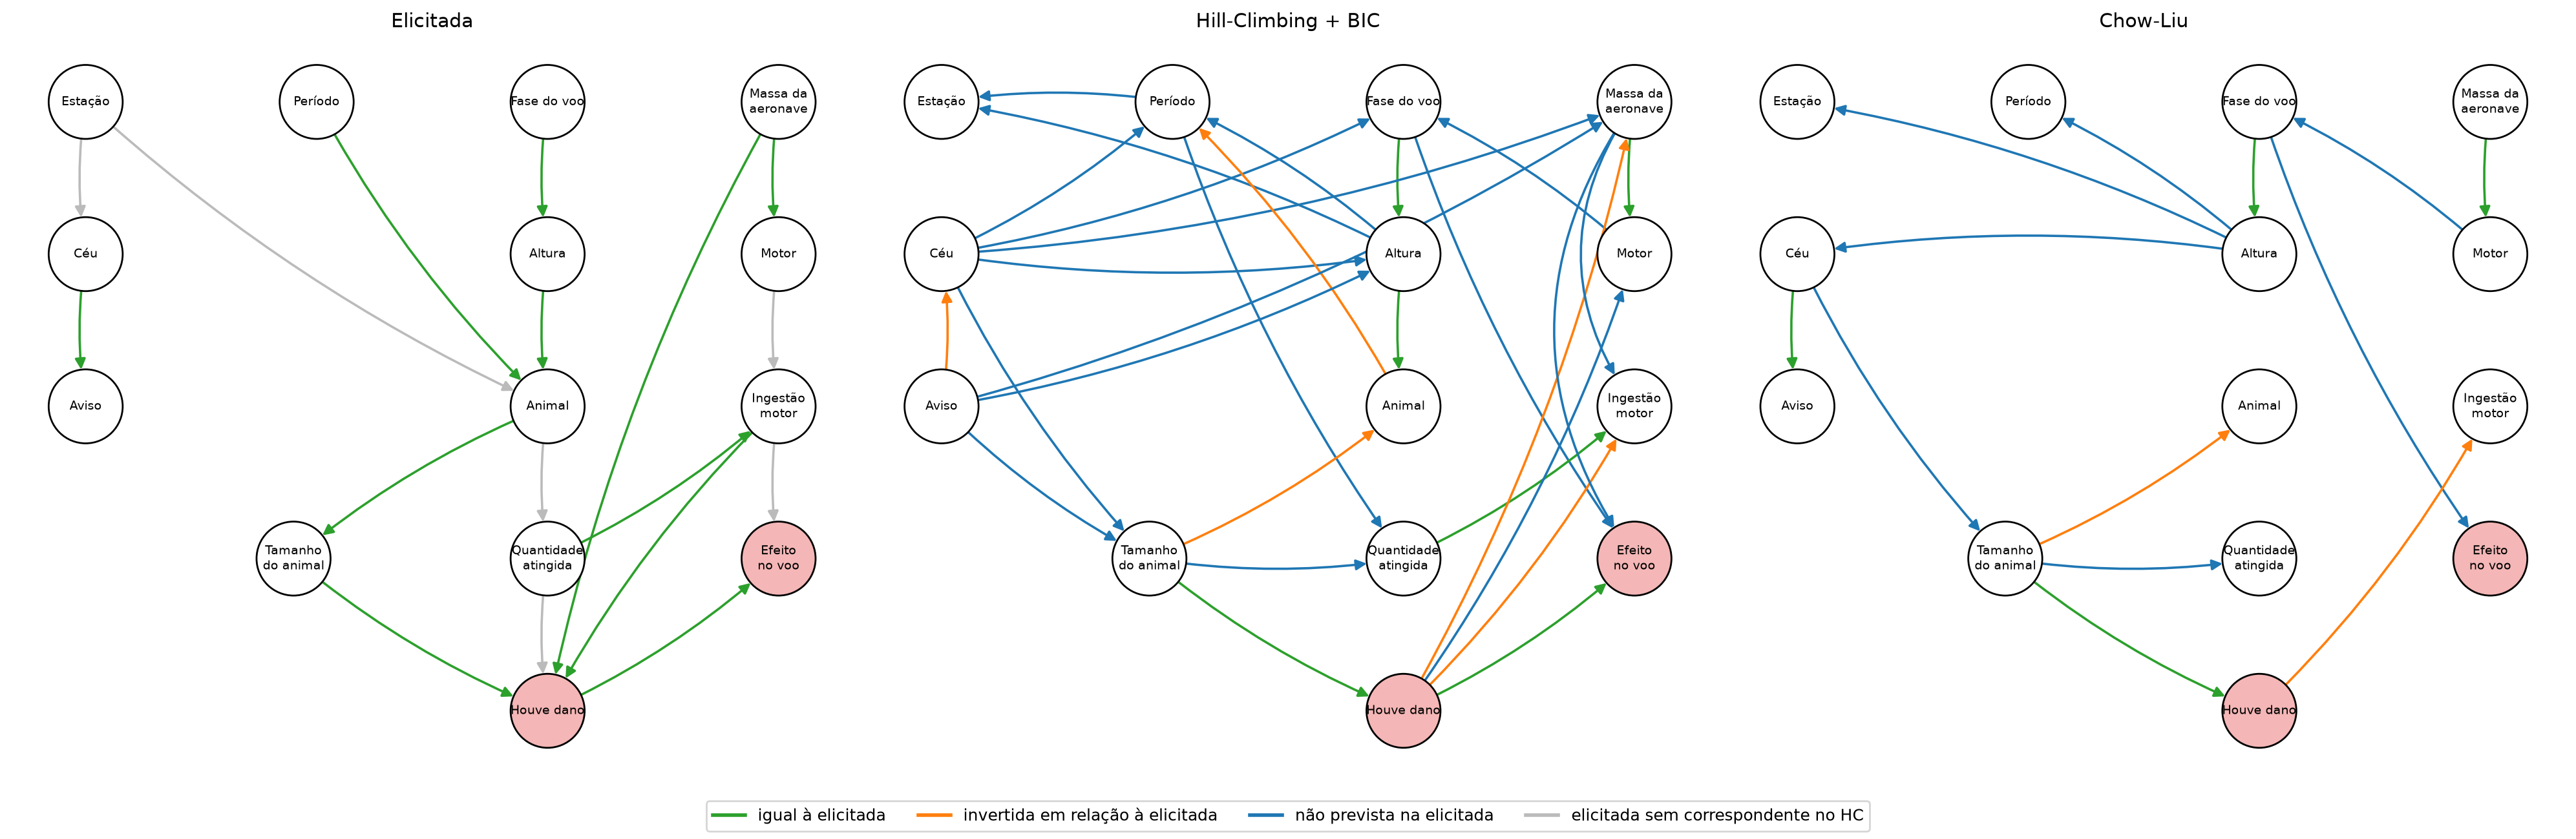 Elicitada
Estação
Período
Fase do voo
Massa da
aeronave
Céu
Altura
Motor
Aviso
Animal
Ingestão
motor
Tamanho
do animal
Quantidade
atingida
Efeito
no voo
Houve dano
Hill-Climbing + BIC
Estação
Período
Fase do voo
Massa da
aeronave
Céu
Altura
Motor
Aviso
Animal
Ingestão
motor
Tamanho
do animal
Quantidade
atingida
Efeito
no voo
Houve dano
Chow-Liu
Estação
Período
Fase do voo
Massa da
aeronave
Céu
Altura
Motor
Aviso
Animal
Ingestão
motor
Tamanho
do animal
Quantidade
atingida
Efeito
no voo
Houve dano
igual à elicitada
invertida em relação à elicitada
não prevista na elicitada
elicitada sem correspondente no HC